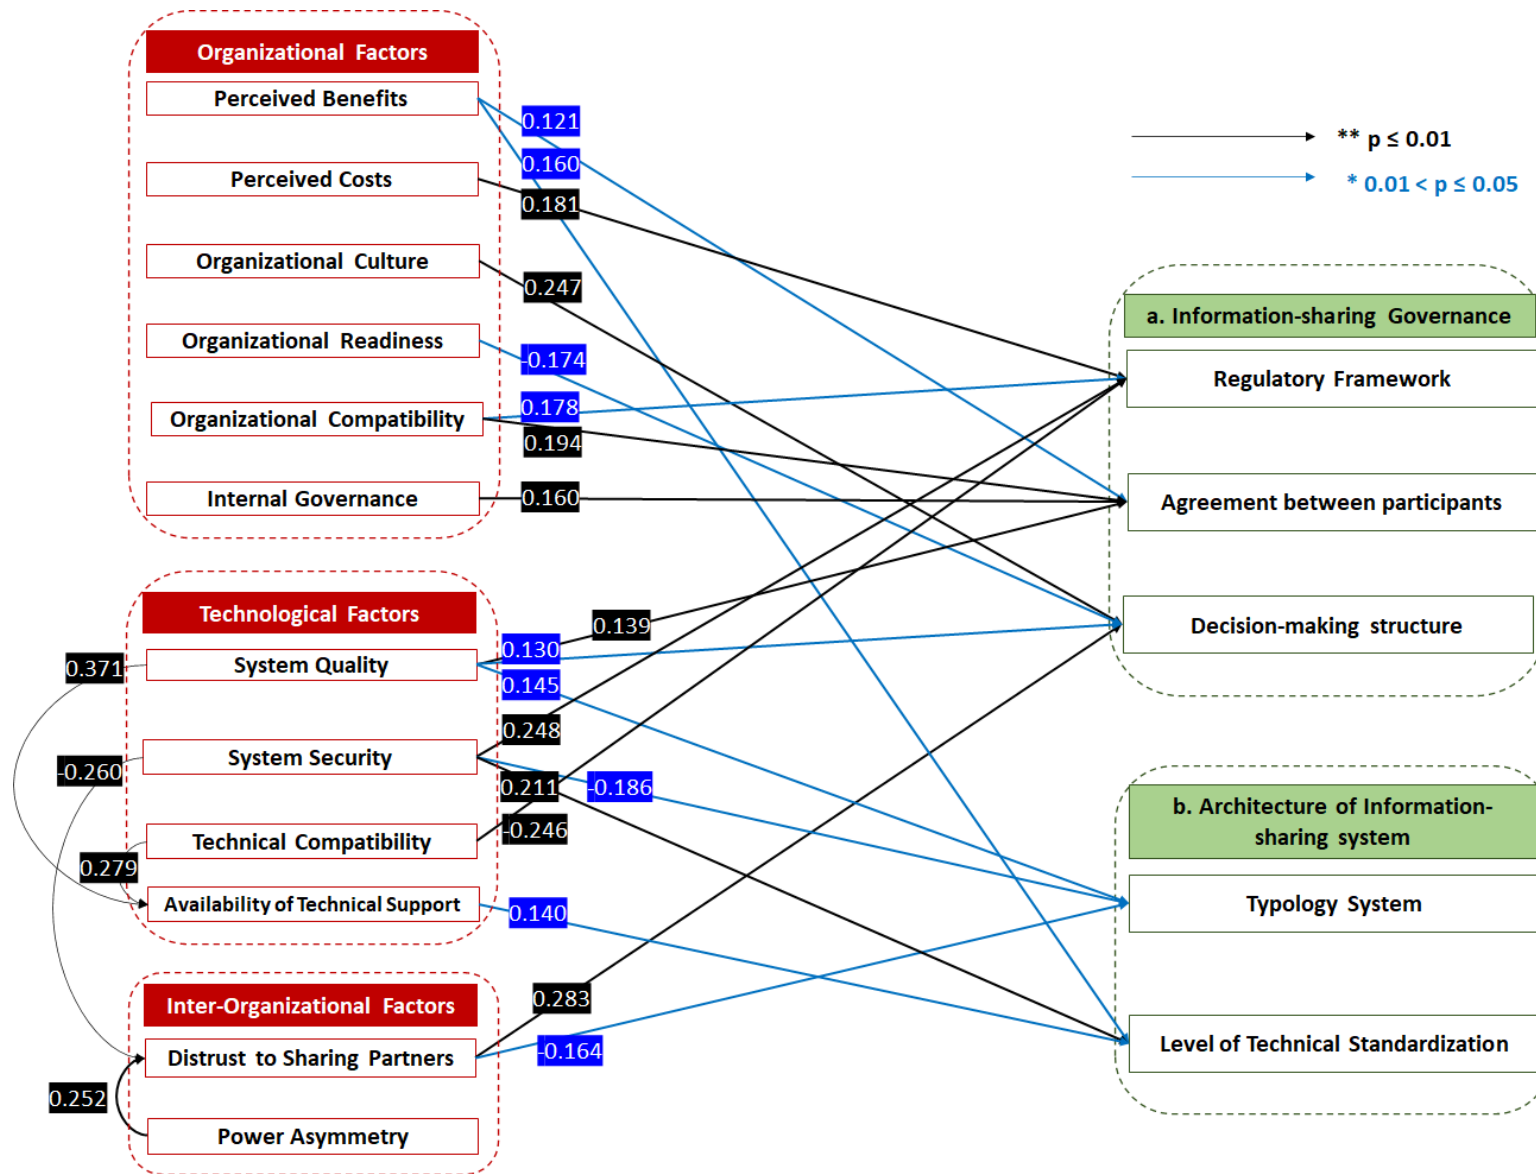 Organizational Factors
Perceived Benefits
Perceived Costs
Organizational Culture
Organizational Readiness
Organizational Compatibility
Internal Governance
0.121
0.160
0.181
0.247
-0.174
0.178
0.194
0.160
** p ≤ 0.01
* 0.01 < p ≤ 0.05
Technological Factors
System Quality
System Security
Technical Compatibility
Availability of Technical Support
0.371
-0.260
0.279
0.139
0.130
0.145
0.248
0.211
-0.186
-0.246
0.140
Inter-Organizational Factors
Distrust to Sharing Partners
Power Asymmetry
0.252
0.283
-0.164
a. Information-sharing Governance
Regulatory Framework
Agreement between participants
Decision-making structure
b. Architecture of Information-
sharing system
Typology System
Level of Technical Standardization